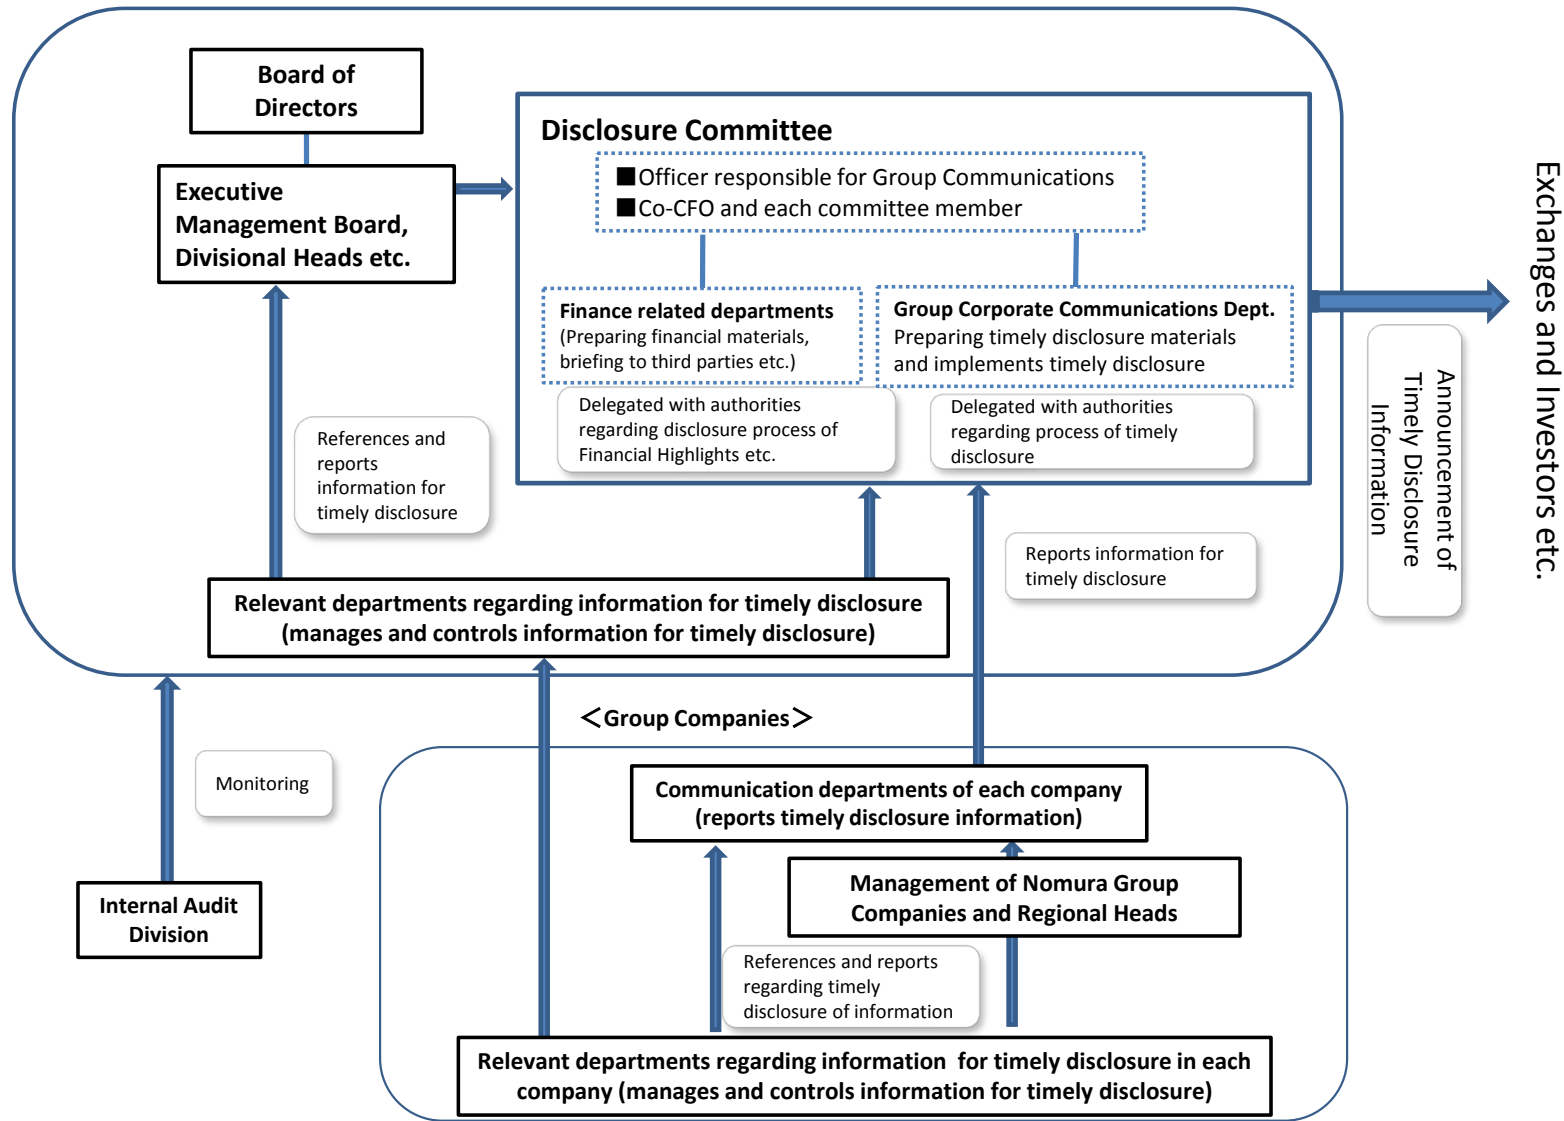 Board of
Directors
Executive
Management Board,
Divisional Heads etc.
Disclosure Committee
■Officer responsible for Group Communications
■Co-CFO and each committee member
Finance related departments
(Preparing financial materials,
briefing to third parties etc.)
Group Corporate Communications Dept.
Preparing timely disclosure materials
and implements timely disclosure
Delegated with authorities
regarding disclosure process of
Financial Highlights etc.
Delegated with authorities
regarding process of timely
disclosure
References and
reports
information for
timely disclosure
Reports information for
timely disclosure
Relevant departments regarding information for timely disclosure
(manages and controls information for timely disclosure)
Announcement of
Timely Disclosure
Information
Exchanges and Investors etc.
Monitoring
Internal Audit
Division
<Group Companies>
Communication departments of each company
(reports timely disclosure information)
Management of Nomura Group
Companies and Regional Heads
References and reports
regarding timely
disclosure of information
Relevant departments regarding information for timely disclosure in each
company (manages and controls information for timely disclosure)